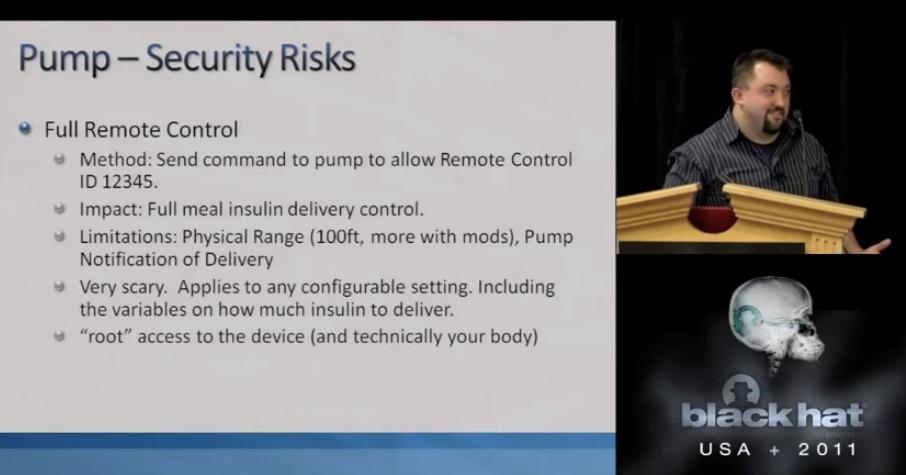 Pump – Security Risks
Full Remote Control
Method: Send command to pump to allow Remote Control
ID 12345.
Impact: Full meal insulin delivery control.
Limitations: Physical Range (100ft, more with mods), Pump
Notification of Delivery
Very scary.  Applies to any configurable setting. Including
the variables on how much insulin to deliver.
“root” access to the device (and technically your body)
black hat
USA + 2011